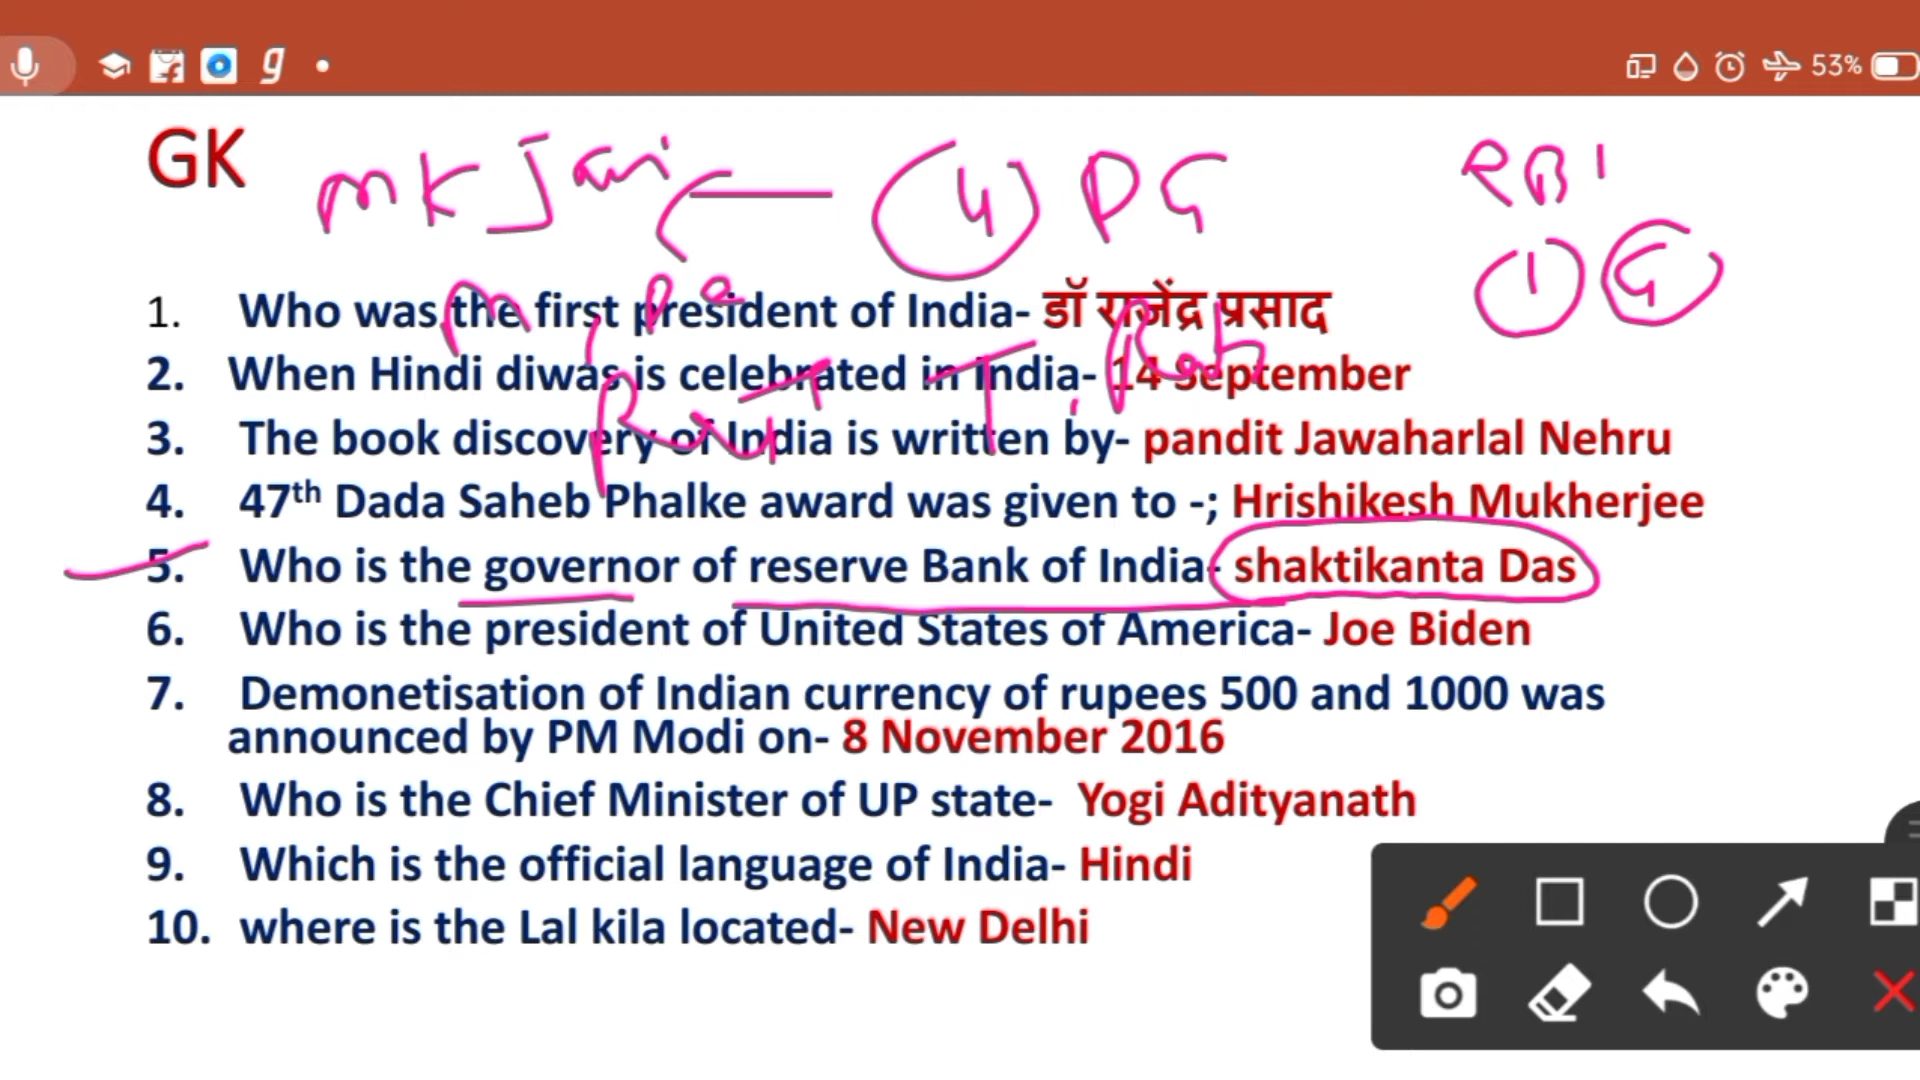 53%
GK
MK Jain
4 DG
RBI
1 G
1. Who was the first president of India- डॉ राजेंद्र प्रसाद
2. When Hindi diwas is celebrated in India- 14 September
3. The book discovery of India is written by- pandit Jawaharlal Nehru
4. 47th Dada Saheb Phalke award was given to -; Hrishikesh Mukherjee
5. Who is the governor of reserve Bank of India- shaktikanta Das
6. Who is the president of United States of America- Joe Biden
7. Demonetisation of Indian currency of rupees 500 and 1000 was
announced by PM Modi on- 8 November 2016
8. Who is the Chief Minister of UP state- Yogi Adityanath
9. Which is the official language of India- Hindi
10. where is the Lal kila located- New Delhi